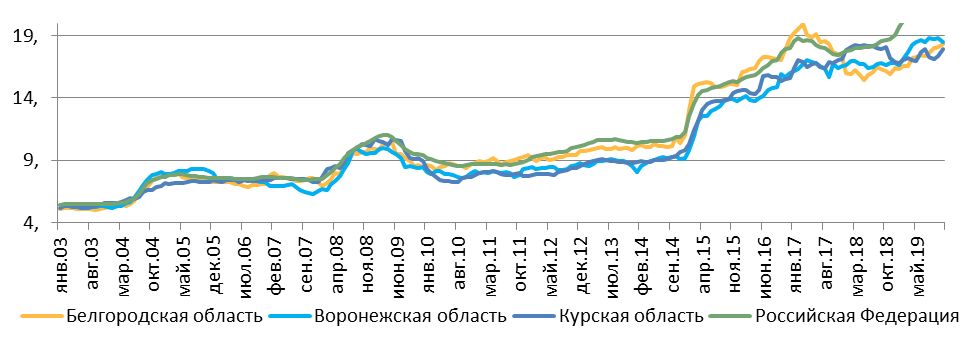 19,
14,
9,
4,
янв.03
авг.03
мар.04
окт.04
май.05
дек.05
июл.06
фев.07
сен.07
апр.08
ноя.08
июн.09
янв.10
авг.10
мар.11
окт.11
май.12
дек.12
июл.13
фев.14
сен.14
апр.15
ноя.15
июн.16
янв.17
авг.17
мар.18
окт.18
май.19
Белгородская область Воронежская область Курская область Российская Федерация